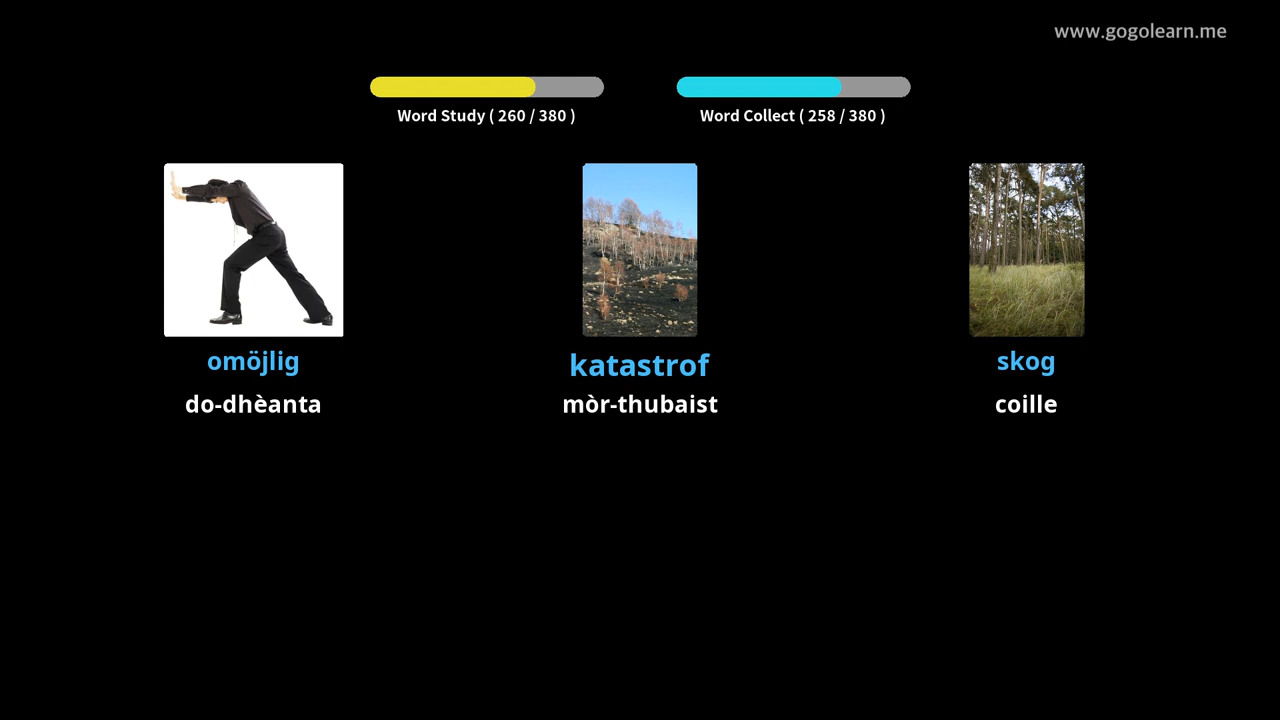 www.gogolearn.me
Word Study ( 260 / 380 )
Word Collect ( 258 / 380 )
omöjlig
do-dhèanta
katastrof
mòr-thubaist
skog
coille